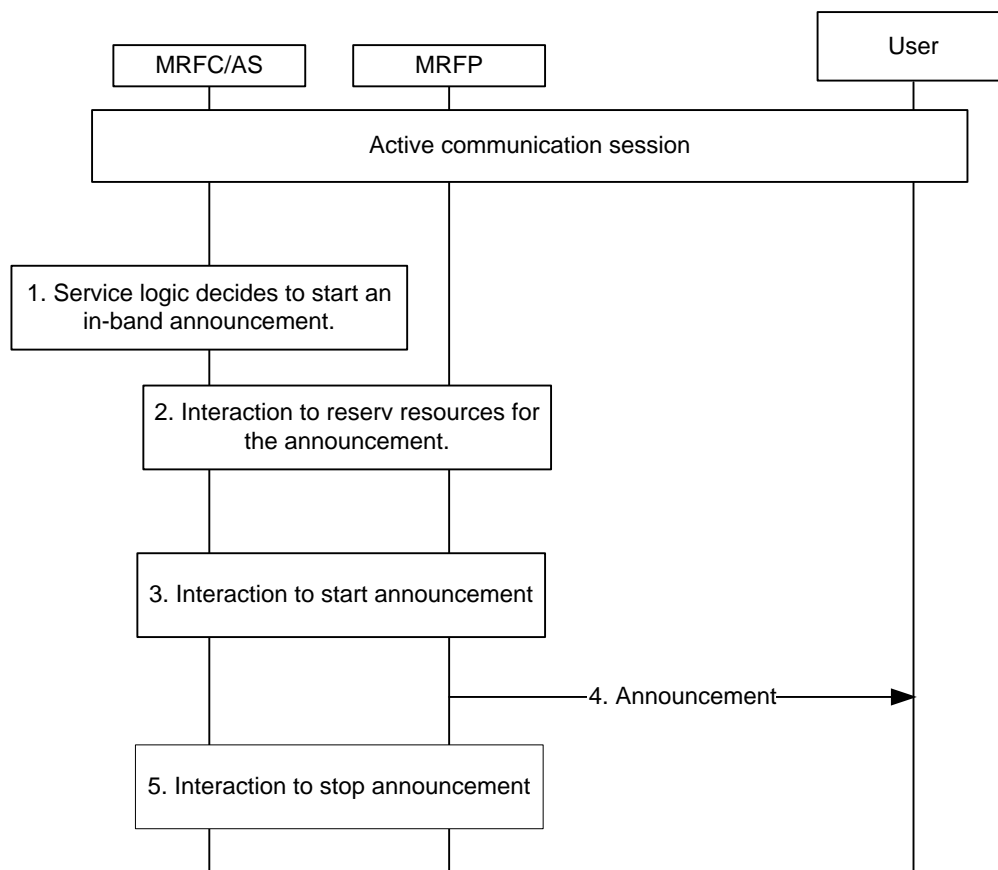 User
MRFC/AS
MRFP
Active communication session
1. Service logic decides to start an
in-band announcement.
2. Interaction to reserv resources for
the announcement.
3. Interaction to start announcement
4. Announcement
5. Interaction to stop announcement